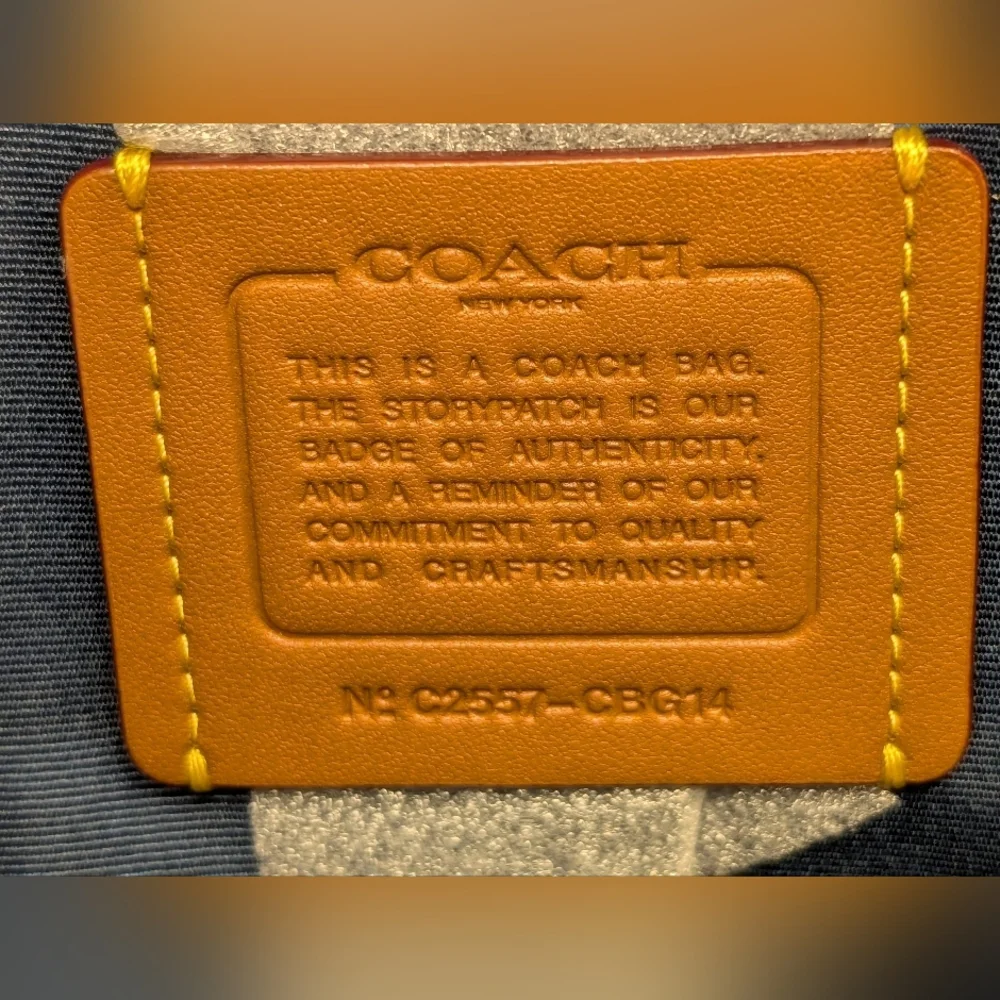 COACH
NEW YORK
THIS IS A COACH BAG.
THE STORYPATCH IS OUR
BADGE OF AUTHENTICITY,
AND A REMINDER OF OUR
COMMITMENT TO QUALITY
AND CRAFTSMANSHIP.
Nº C2557-CBG14